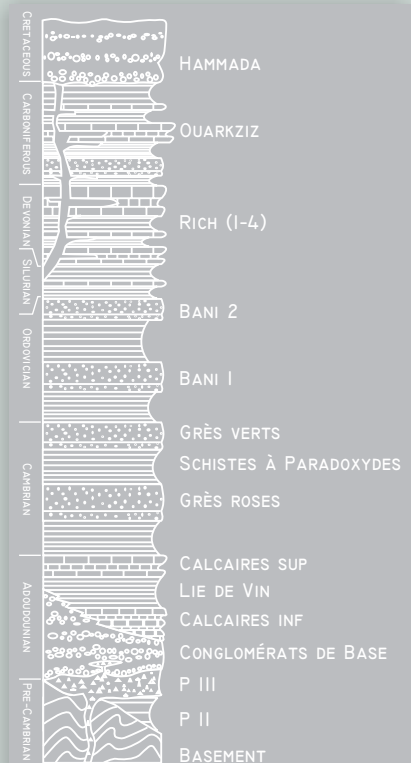 CRETACEOUS
CARBONIFEROUS
DEVONIAN
SILURIAN
ORDOVICIAN
CAMBRIAN
ADOUDOUNIAN
PRE-CAMBRIAN
HAMMADA
OUARKZIZ
RICH (1-4)
BANI 2
BANI 1
GRÈS VERTS
SCHISTES À PARADOXYDES
GRÈS ROSES
CALCAIRES SUP
LIE DE VIN
CALCAIRES INF
CONGLOMÉRATS DE BASE
P III
P II
BASEMENT